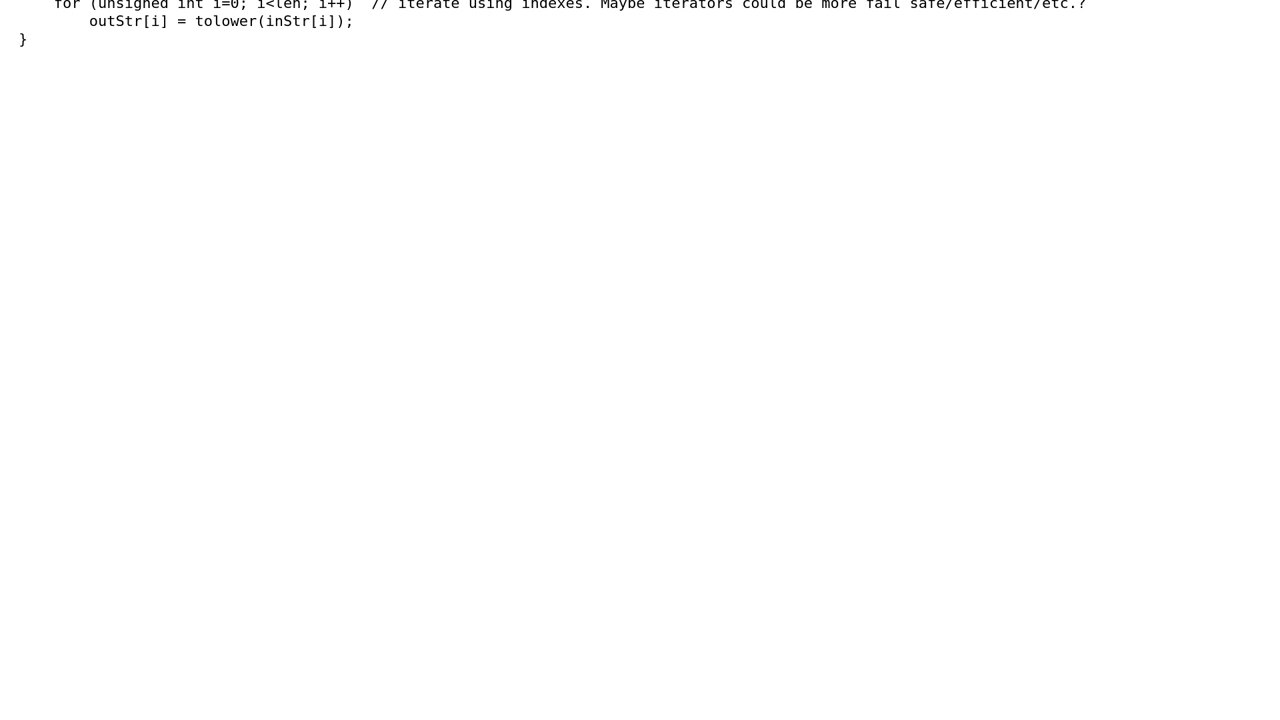 for (unsigned int i=0; i<len; i++)  // iterate using indexes. Maybe iterators could be more fail safe/efficient/etc.?
outStr[i] = tolower(inStr[i]);
}